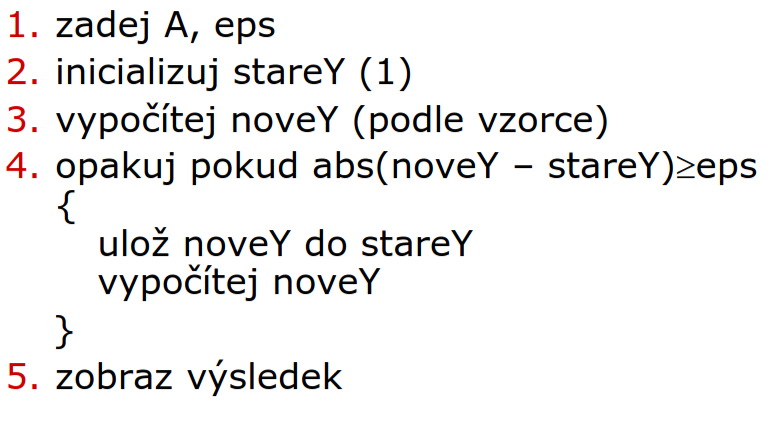 1. zadej A, eps
2. inicializuj stareY (1)
3. vypočítej noveY (podle vzorce)
4. opakuj pokud abs(noveY – stareY)≥eps
{
ulož noveY do stareY
vypočítej noveY
}
5. zobraz výsledek